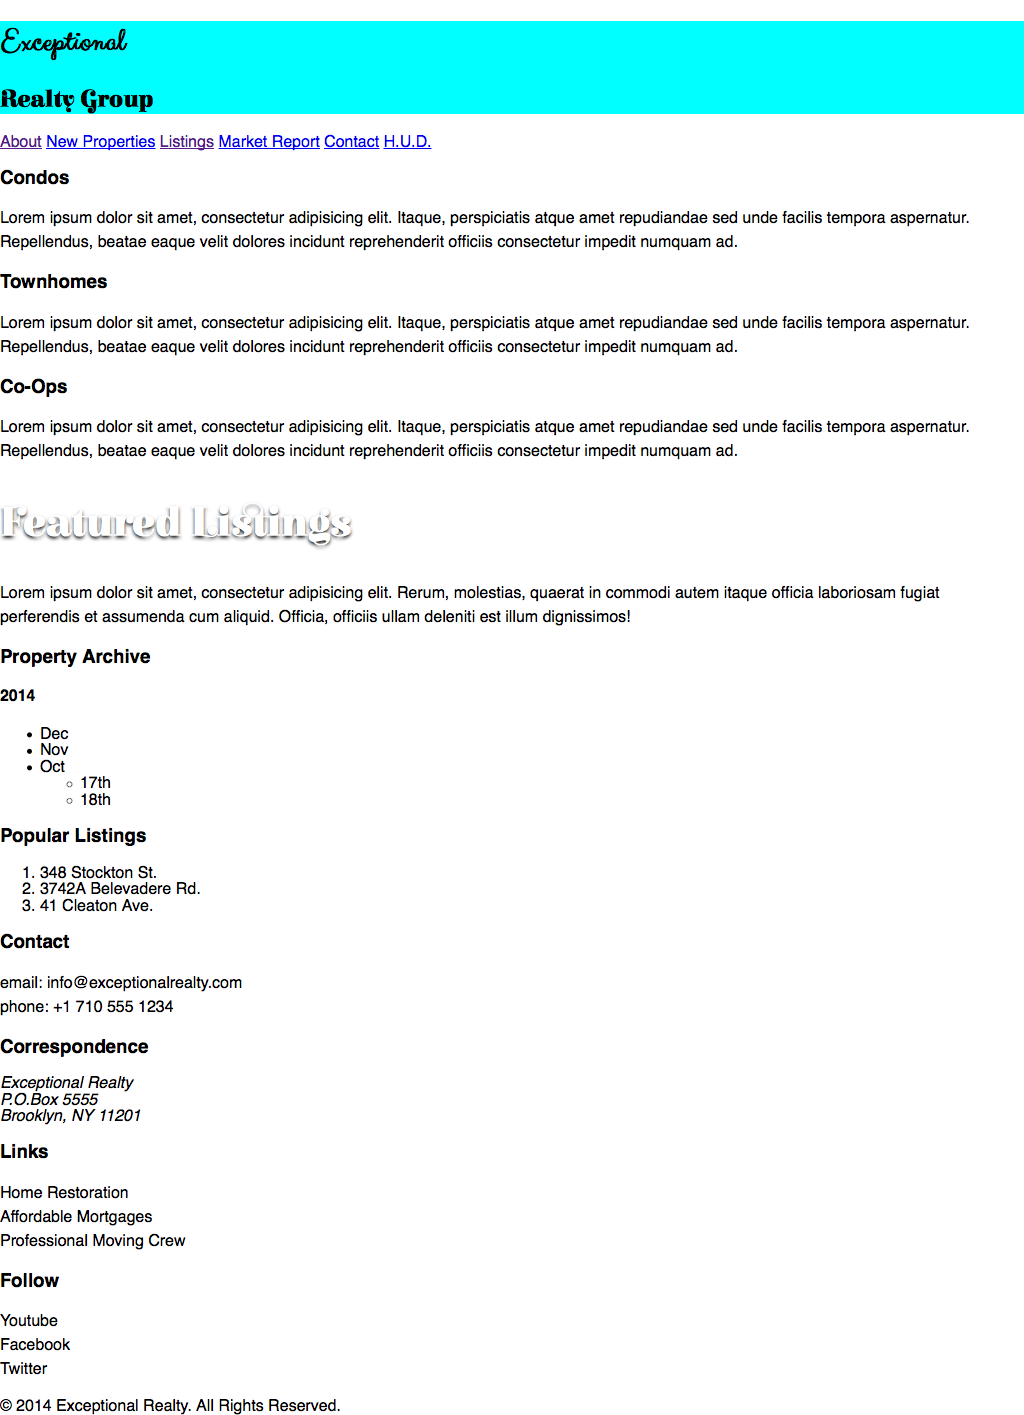 Exceptional
Realty Group
About New Properties Listings Market Report Contact H.U.D.
Condos
Lorem ipsum dolor sit amet, consectetur adipisicing elit. Itaque, perspiciatis atque amet repudiandae sed unde facilis tempora aspernatur.
Repellendus, beatae eaque velit dolores incidunt reprehenderit officiis consectetur impedit numquam ad.
Townhomes
Lorem ipsum dolor sit amet, consectetur adipisicing elit. Itaque, perspiciatis atque amet repudiandae sed unde facilis tempora aspernatur.
Repellendus, beatae eaque velit dolores incidunt reprehenderit officiis consectetur impedit numquam ad.
Co-Ops
Lorem ipsum dolor sit amet, consectetur adipisicing elit. Itaque, perspiciatis atque amet repudiandae sed unde facilis tempora aspernatur.
Repellendus, beatae eaque velit dolores incidunt reprehenderit officiis consectetur impedit numquam ad.
Featured Listings
Lorem ipsum dolor sit amet, consectetur adipisicing elit. Rerum, molestias, quaerat in commodi autem itaque officia laboriosam fugiat
perferendis et assumenda cum aliquid. Officia, officiis ullam deleniti est illum dignissimos!
Property Archive
2014
• Dec
• Nov
• Oct
◦ 17th
◦ 18th
Popular Listings
1. 348 Stockton St.
2. 3742A Belevadere Rd.
3. 41 Cleaton Ave.
Contact
email: info@exceptionalrealty.com
phone: +1 710 555 1234
Correspondence
Exceptional Realty
P.O.Box 5555
Brooklyn, NY 11201
Links
Home Restoration
Affordable Mortgages
Professional Moving Crew
Follow
Youtube
Facebook
Twitter
© 2014 Exceptional Realty. All Rights Reserved.